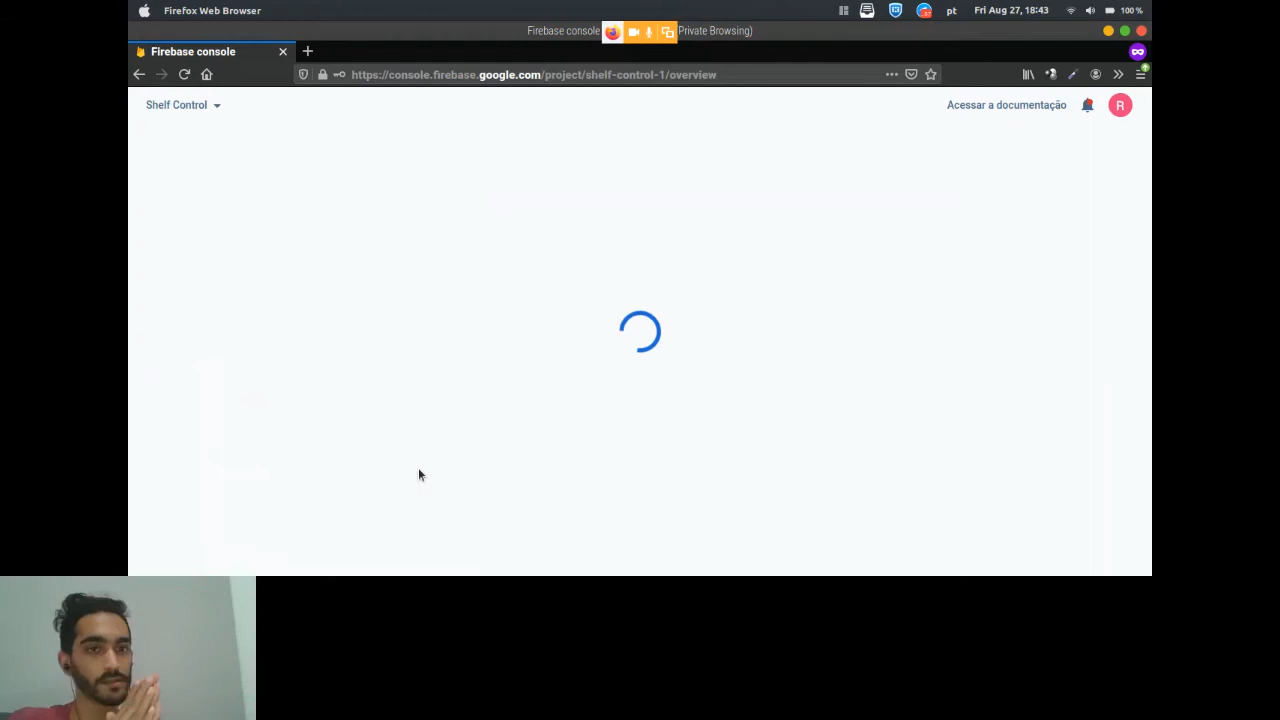 Firefox Web Browser
pt
Fri Aug 27, 18:43
100 %
Firebase console
Private Browsing)
Firebase console
https://console.firebase.google.com/project/shelf-control-1/overview
Shelf Control
Acessar a documentação
R